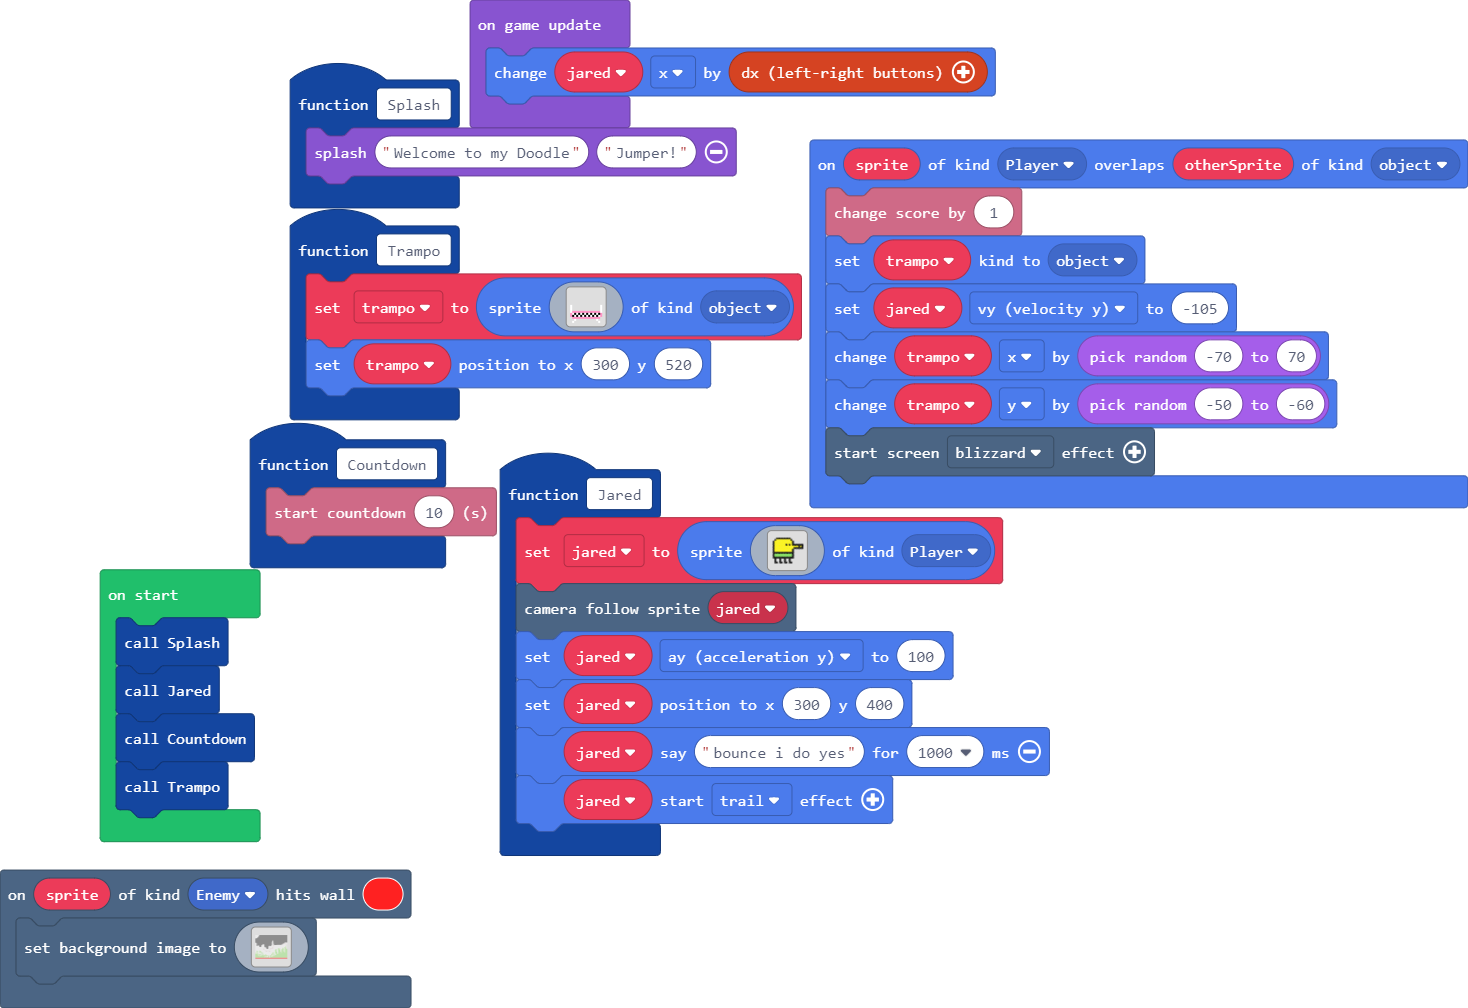 on game update
change jared x by dx (left-right buttons)
function Splash
splash "Welcome to my Doodle" "Jumper!"
function Trampo
set trampo to sprite of kind object
set trampo position to x 300 y 520
on sprite of kind Player overlaps otherSprite of kind object
change score by 1
set trampo kind to object
set jared vy (velocity y) to -105
change trampo x by pick random -70 to 70
change trampo y by pick random -50 to -60
start screen blizzard effect
function Countdown
start countdown 10 (s)
function Jared
set jared to sprite of kind Player
camera follow sprite jared
set jared ay (acceleration y) to 100
set jared position to x 300 y 400
jared say "bounce i do yes" for 1000 ms
jared start trail effect
on start
call Splash
call Jared
call Countdown
call Trampo
on sprite of kind Enemy hits wall
set background image to